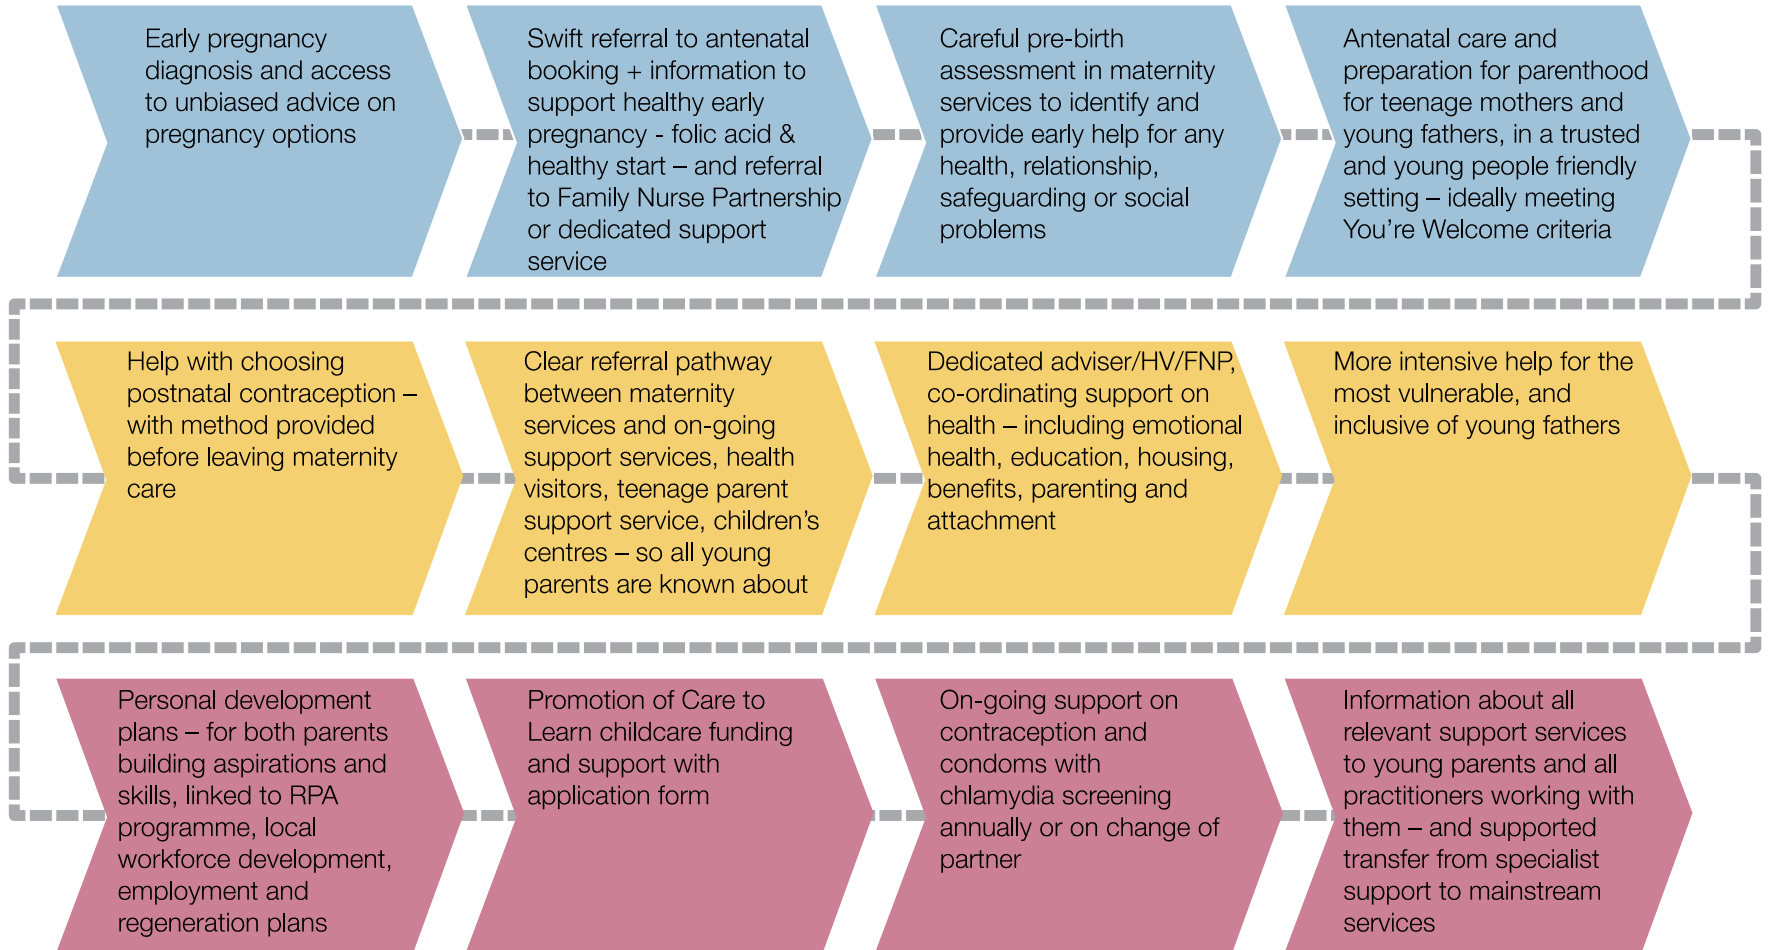 Early pregnancy
diagnosis and access
to unbiased advice on
pregnancy options
Swift referral to antenatal
booking + information to
support healthy early
pregnancy - folic acid &
healthy start – and referral
to Family Nurse Partnership
or dedicated support
service
Careful pre-birth
assessment in maternity
services to identify and
provide early help for any
health, relationship,
safeguarding or social
problems
Antenatal care and
preparation for parenthood
for teenage mothers and
young fathers, in a trusted
and young people friendly
setting – ideally meeting
You’re Welcome criteria
Help with choosing
postnatal contraception –
with method provided
before leaving maternity
care
Clear referral pathway
between maternity
services and on-going
support services, health
visitors, teenage parent
support service, children’s
centres – so all young
parents are known about
Dedicated adviser/HV/FNP,
co-ordinating support on
health – including emotional
health, education, housing,
benefits, parenting and
attachment
More intensive help for the
most vulnerable, and
inclusive of young fathers
Personal development
plans – for both parents
building aspirations and
skills, linked to RPA
programme, local
workforce development,
employment and
regeneration plans
Promotion of Care to
Learn childcare funding
and support with
application form
On-going support on
contraception and
condoms with
chlamydia screening
annually or on change of
partner
Information about all
relevant support services
to young parents and all
practitioners working with
them – and supported
transfer from specialist
support to mainstream
services